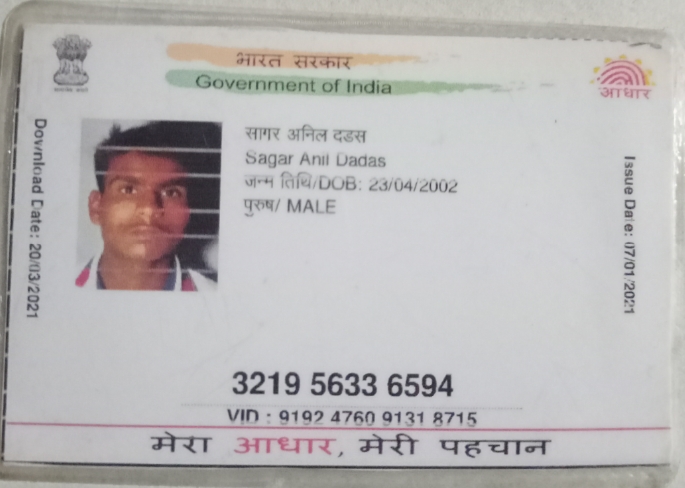 भारत सरकार
Government of India
आधार
Download Date: 20/03/2021
सागर अनिल दडस
Sagar Anil Dadas
जन्म तिथि/DOB: 23/04/2002
पुरुष/ MALE
Issue Date: 07/01/2021
3219 5633 6594
VID : 9192 4760 9131 8715
मेरा आधार, मेरी पहचान